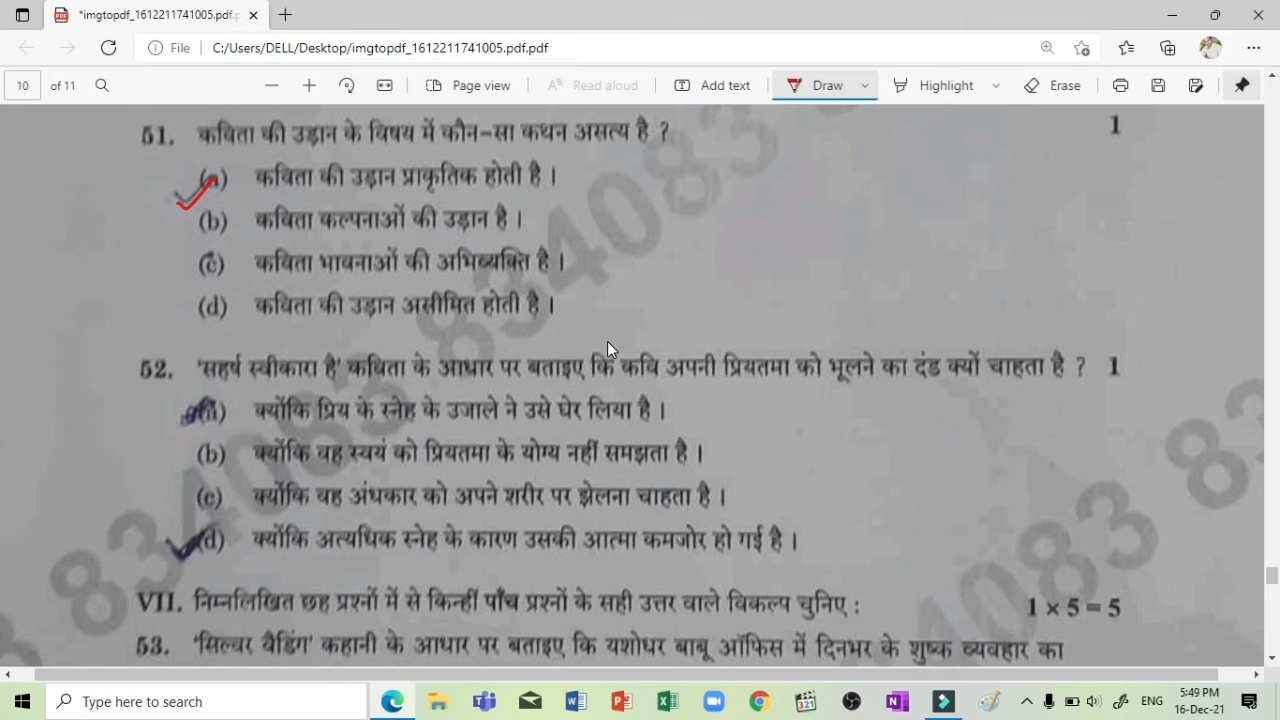 *imgtopdf_1612211741005.pdf.p
File C:/Users/DELL/Desktop/imgtopdf_1612211741005.pdf.pdf
10 of 11 Page view Read aloud Add text Draw Highlight Erase
51. कविता की उड़ान के विषय में कौन-सा कथन असत्य है ? 1
(a) कविता की उड़ान प्राकृतिक होती है ।
(b) कविता कल्पनाओं की उड़ान है ।
(c) कविता भावनाओं की अभिव्यक्ति है ।
(d) कविता की उड़ान असीमित होती है ।
52. 'सहर्ष स्वीकारा है' कविता के आधार पर बताइए कि कवि अपनी प्रियतमा को भूलने का दंड क्यों चाहता है ? 1
(a) क्योंकि प्रिय के स्नेह के उजाले ने उसे घेर लिया है ।
(b) क्योंकि वह स्वयं को प्रियतमा के योग्य नहीं समझता है ।
(c) क्योंकि वह अंधकार को अपने शरीर पर झेलना चाहता है ।
(d) क्योंकि अत्यधिक स्नेह के कारण उसकी आत्मा कमजोर हो गई है ।
VII. निम्नलिखित छह प्रश्नों में से किन्हीं पाँच प्रश्नों के सही उत्तर वाले विकल्प चुनिए : 1 × 5 = 5
53. 'सिल्वर वैडिंग' कहानी के आधार पर बताइए कि यशोधर बाबू ऑफिस में दिनभर के शुष्क व्यवहार का
834083 834083
4083 83
Type here to search
ENG 5:49 PM
16-Dec-21